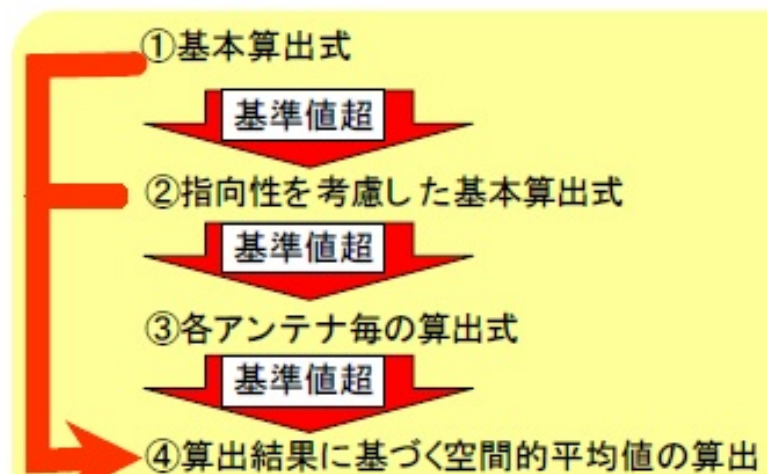 ①基本算出式
基準値超
②指向性を考慮した基本算出式
基準値超
③各アンテナ毎の算出式
基準値超
④算出結果に基づく空間的平均値の算出